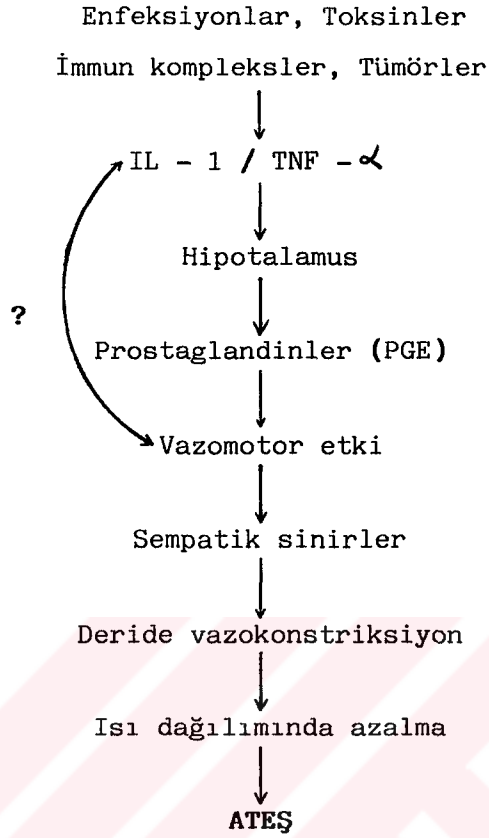 Enfeksiyonlar, Toksinler
İmmun kompleksler, Tümörler
IL - 1 / TNF - α
Hipotalamus
?
Prostaglandinler (PGE)
Vazomotor etki
Sempatik sinirler
Deride vazokonstriksiyon
Isı dağılımında azalma
ATEŞ